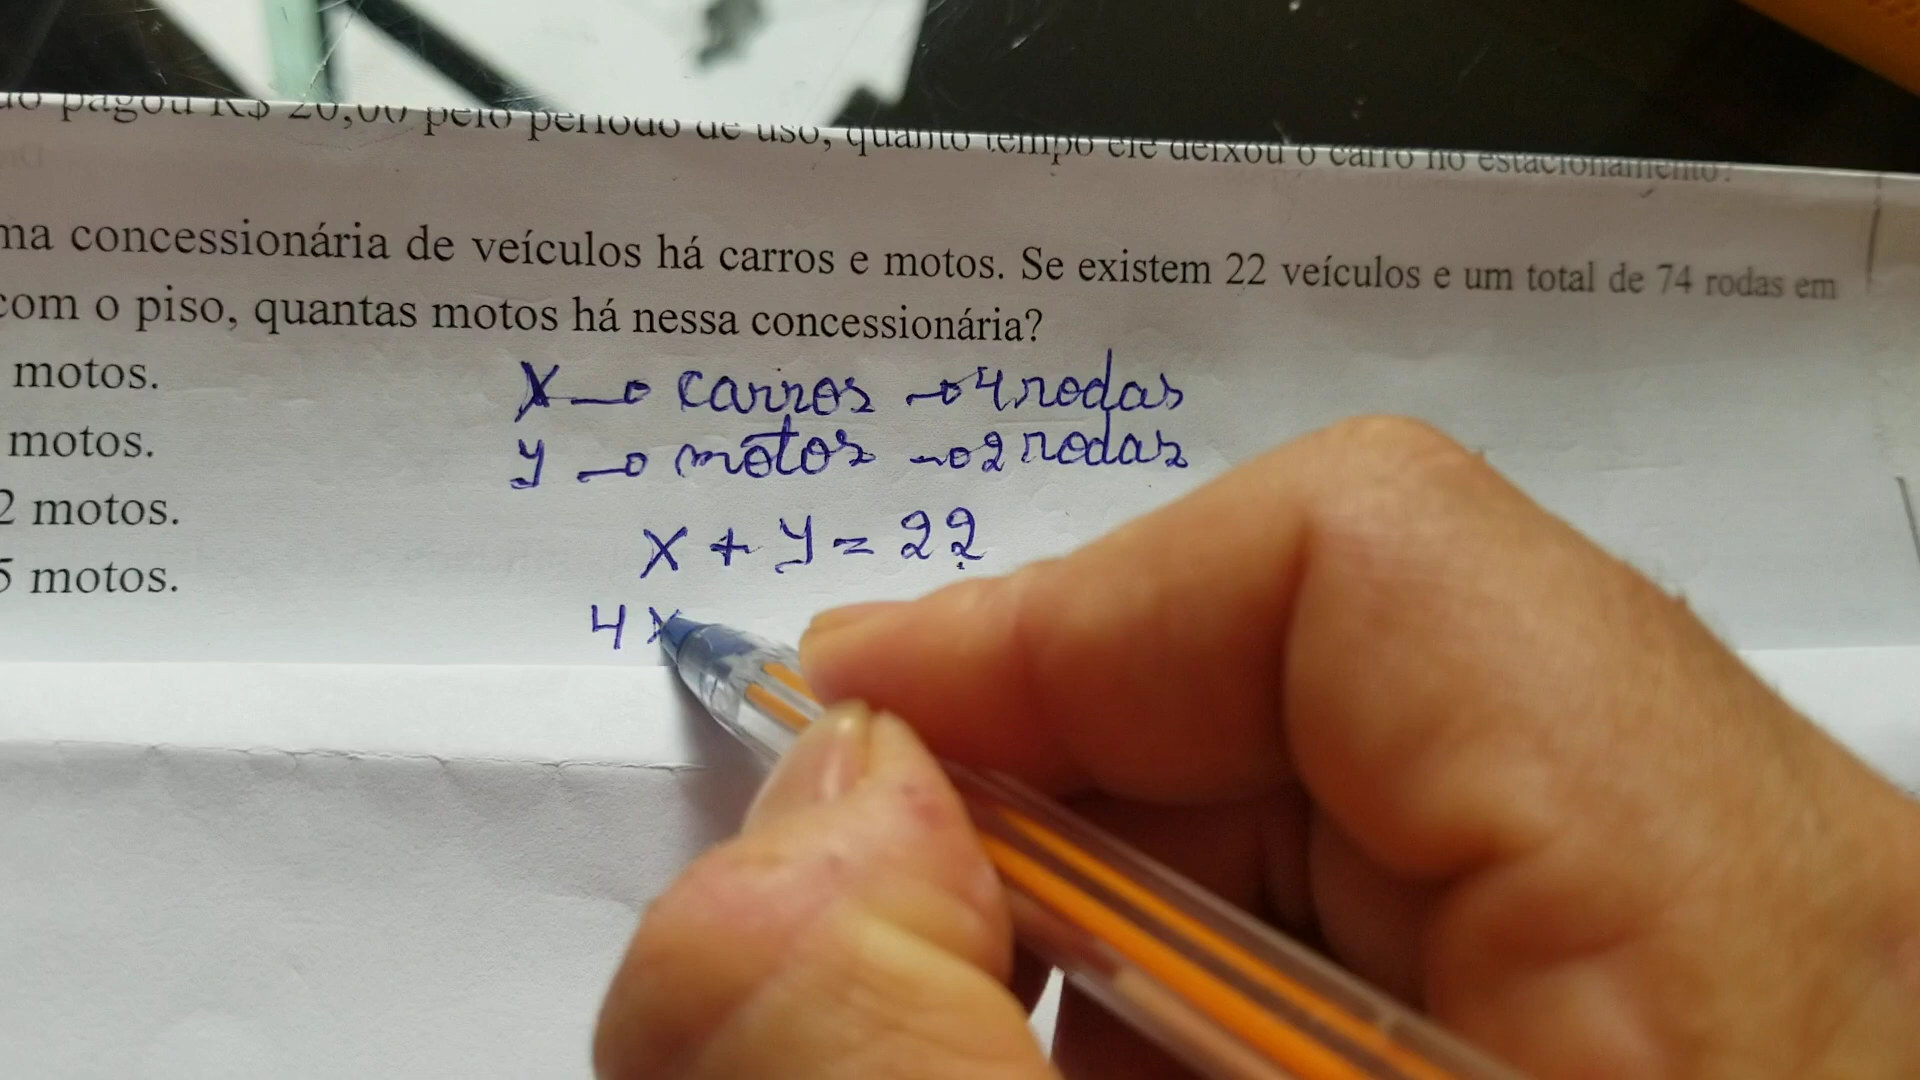 pagou R$ 20,00 pelo período de uso, quanto tempo ele deixou o carro no estacionamento?
ma concessionária de veículos há carros e motos. Se existem 22 veículos e um total de 74 rodas em
com o piso, quantas motos há nessa concessionária?
motos.
motos.
2 motos.
5 motos.
X → carros → 4 rodas
y → motos → 2 rodas
x + y = 22
4x